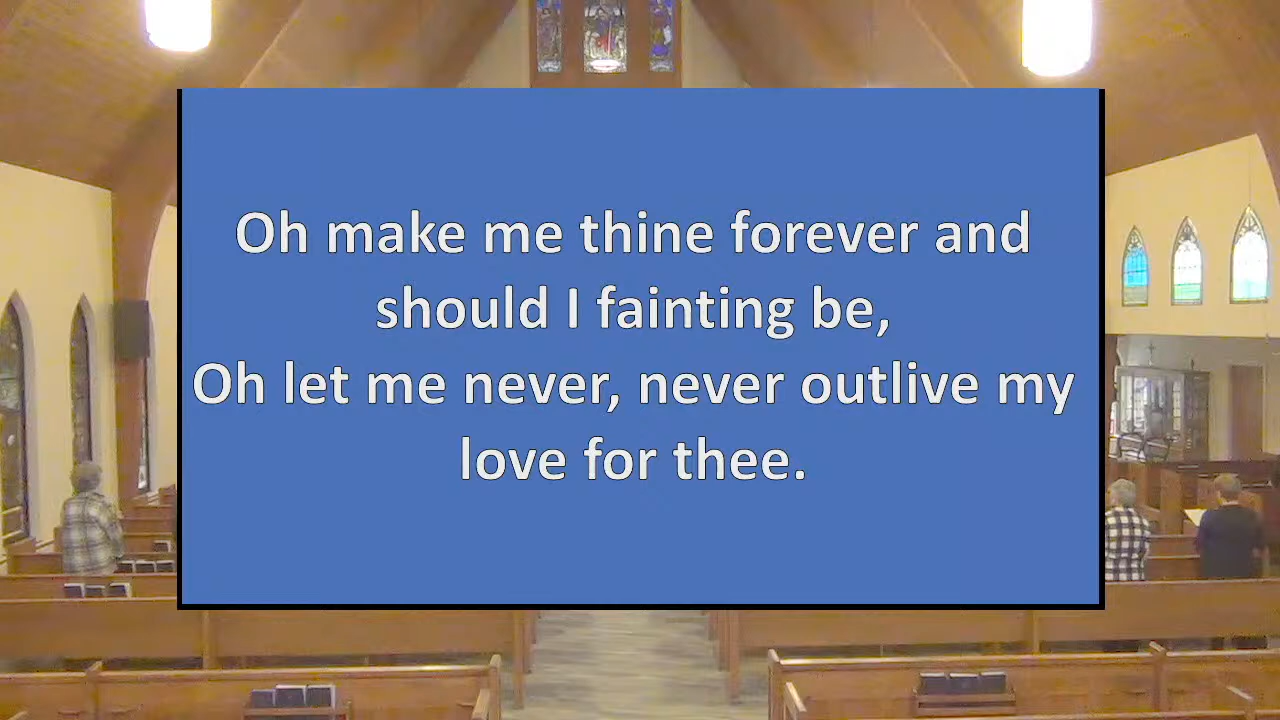 Oh make me thine forever and
should I fainting be,
Oh let me never, never outlive my
love for thee.